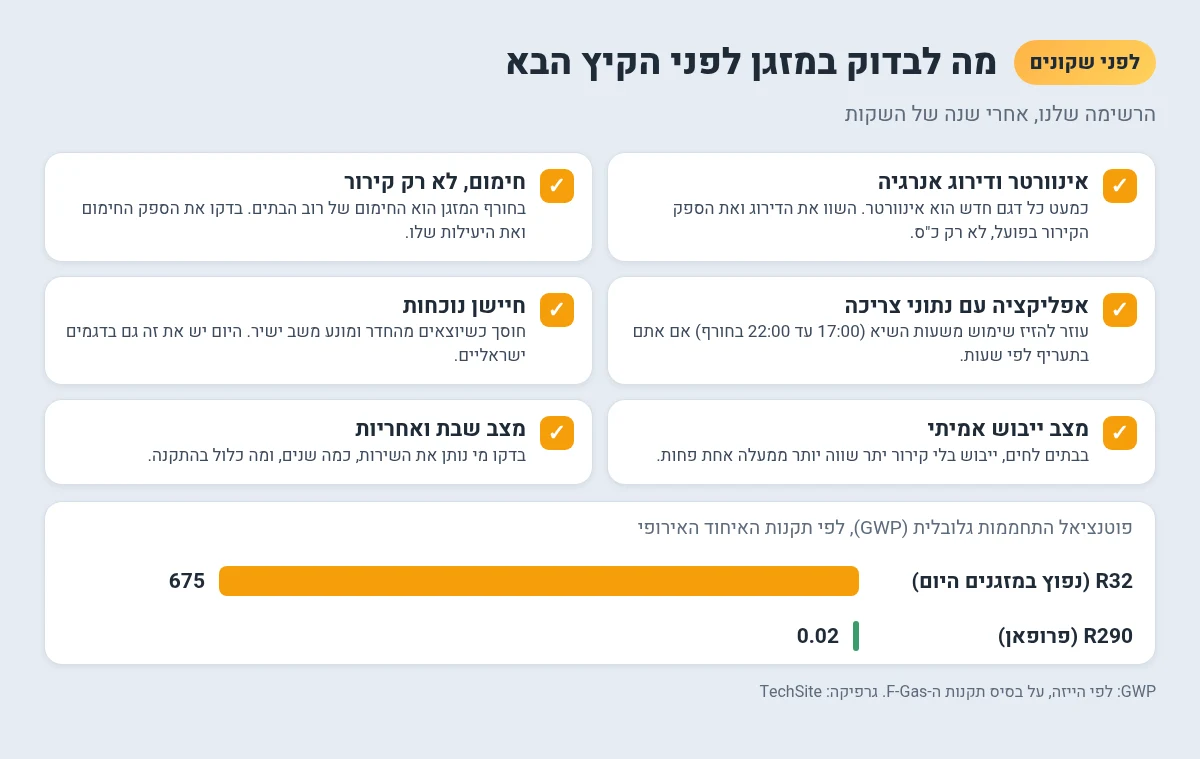 לפני שקונים
מה לבדוק במזגן לפני הקיץ הבא
הרשימה שלנו, אחרי שנה של השקות
✓
אינוורטר ודירוג אנרגיה
כמעט כל דגם חדש הוא אינוורטר. השוו את הדירוג ואת הספק
הקירור בפועל, לא רק כ"ס.
✓
חימום, לא רק קירור
בחורף המזגן הוא החימום של רוב הבתים. בדקו את הספק החימום
ואת היעילות שלו.
✓
אפליקציה עם נתוני צריכה
עוזר להזיז שימוש משעות השיא (17:00 עד 22:00 בחורף) אם אתם
בתעריף לפי שעות.
✓
חיישן נוכחות
חוסך כשיוצאים מהחדר ומונע משב ישיר. היום יש את זה גם בדגמים
ישראליים.
✓
מצב ייבוש אמיתי
בבתים לחים, ייבוש בלי קירור יתר שווה יותר ממעלה אחת פחות.
✓
מצב שבת ואחריות
בדקו מי נותן את השירות, כמה שנים, ומה כלול בהתקנה.
פוטנציאל התחממות גלובלית (GWP), לפי תקנות האיחוד האירופי
R32 (נפוץ במזגנים היום)
675
R290 (פרופאן)
0.02
GWP: לפי הייזה, על בסיס תקנות ה-F-Gas. גרפיקה: TechSite